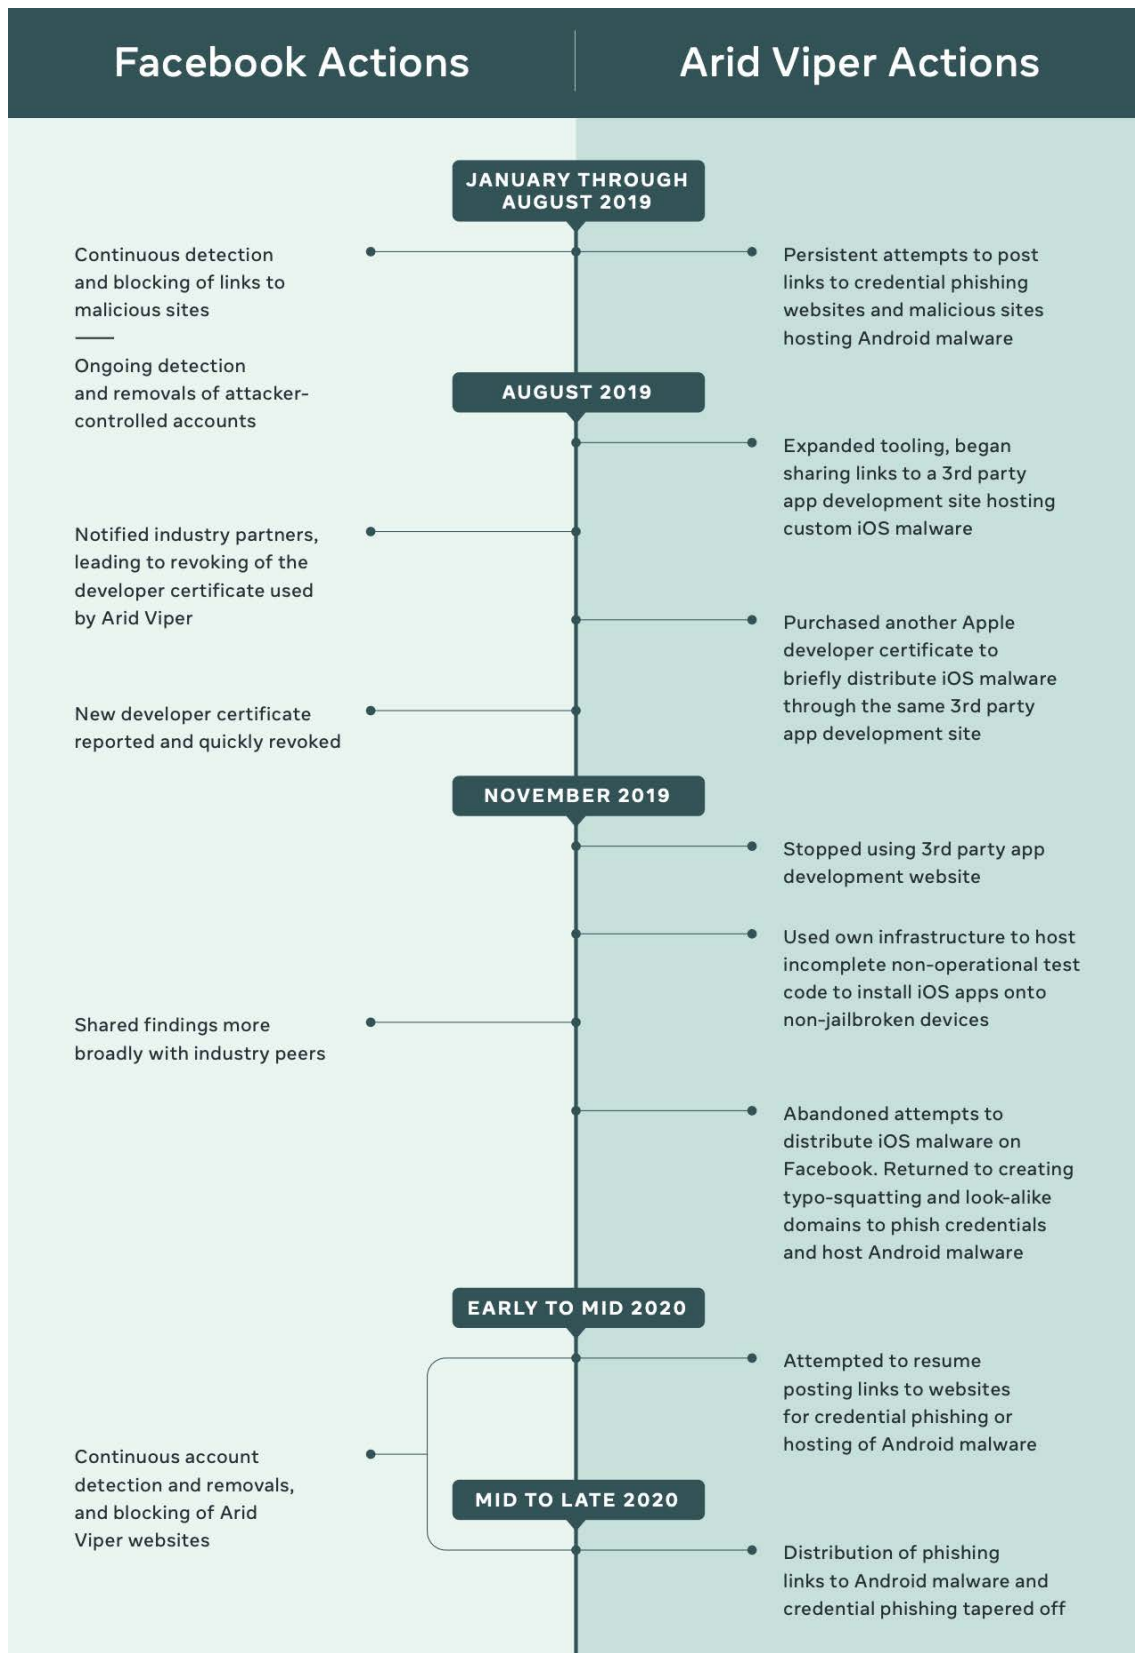 Facebook Actions
Arid Viper Actions
JANUARY THROUGH
AUGUST 2019
Continuous detection
and blocking of links to
malicious sites
Ongoing detection
and removals of attacker-
controlled accounts
Persistent attempts to post
links to credential phishing
websites and malicious sites
hosting Android malware
AUGUST 2019
Expanded tooling, began
sharing links to a 3rd party
app development site hosting
custom iOS malware
Notified industry partners,
leading to revoking of the
developer certificate used
by Arid Viper
Purchased another Apple
developer certificate to
briefly distribute iOS malware
through the same 3rd party
app development site
New developer certificate
reported and quickly revoked
NOVEMBER 2019
Stopped using 3rd party app
development website
Used own infrastructure to host
incomplete non-operational test
code to install iOS apps onto
non-jailbroken devices
Shared findings more
broadly with industry peers
Abandoned attempts to
distribute iOS malware on
Facebook. Returned to creating
typo-squatting and look-alike
domains to phish credentials
and host Android malware
EARLY TO MID 2020
Attempted to resume
posting links to websites
for credential phishing or
hosting of Android malware
Continuous account
detection and removals,
and blocking of Arid
Viper websites
MID TO LATE 2020
Distribution of phishing
links to Android malware and
credential phishing tapered off